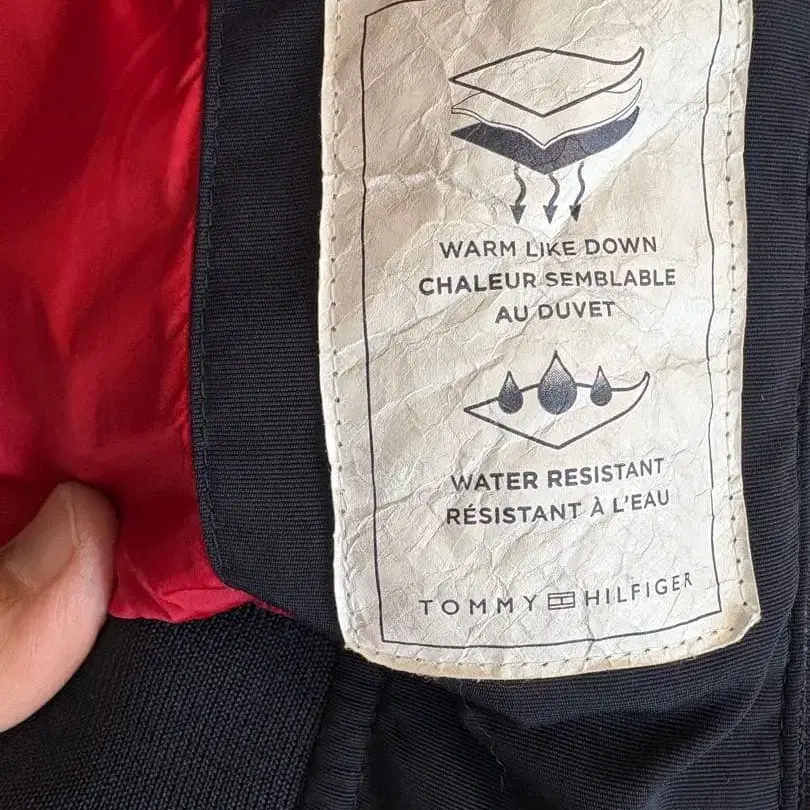 WARM LIKE DOWN
CHALEUR SEMBLABLE
AU DUVET
WATER RESISTANT
RÉSISTANT À L'EAU
TOMMY HILFIGER